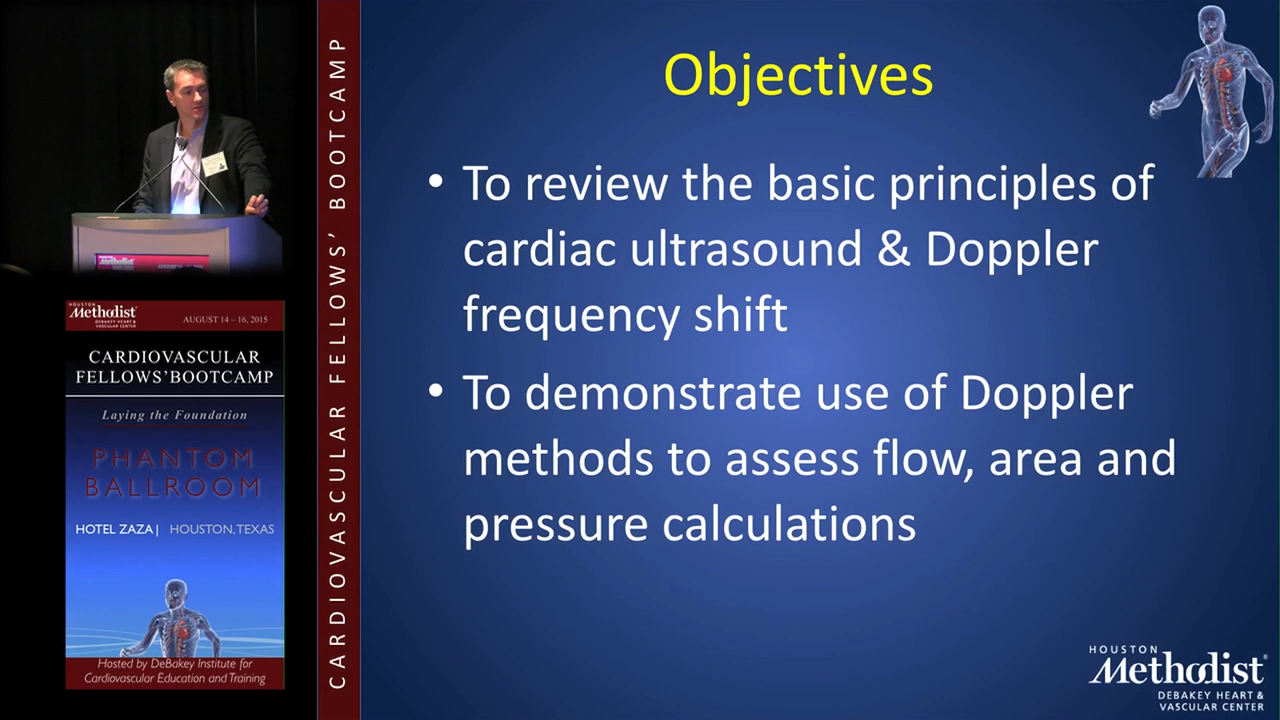 Objectives
• To review the basic principles of
cardiac ultrasound & Doppler
frequency shift
• To demonstrate use of Doppler
methods to assess flow, area and
pressure calculations
CARDIOVASCULAR FELLOWS' BOOTCAMP
HOUSTON
Methodist
DEBAKEY HEART &
VASCULAR CENTER
AUGUST 14 – 16, 2015
CARDIOVASCULAR
FELLOWS'BOOTCAMP
Laying the Foundation
PHANTOM
BALLROOM
HOTEL ZAZA| HOUSTON, TEXAS
Hosted by DeBakey Institute for
Cardiovascular Education and Training
HOUSTON
Methodist®
DEBAKEY HEART &
VASCULAR CENTER
Methodist